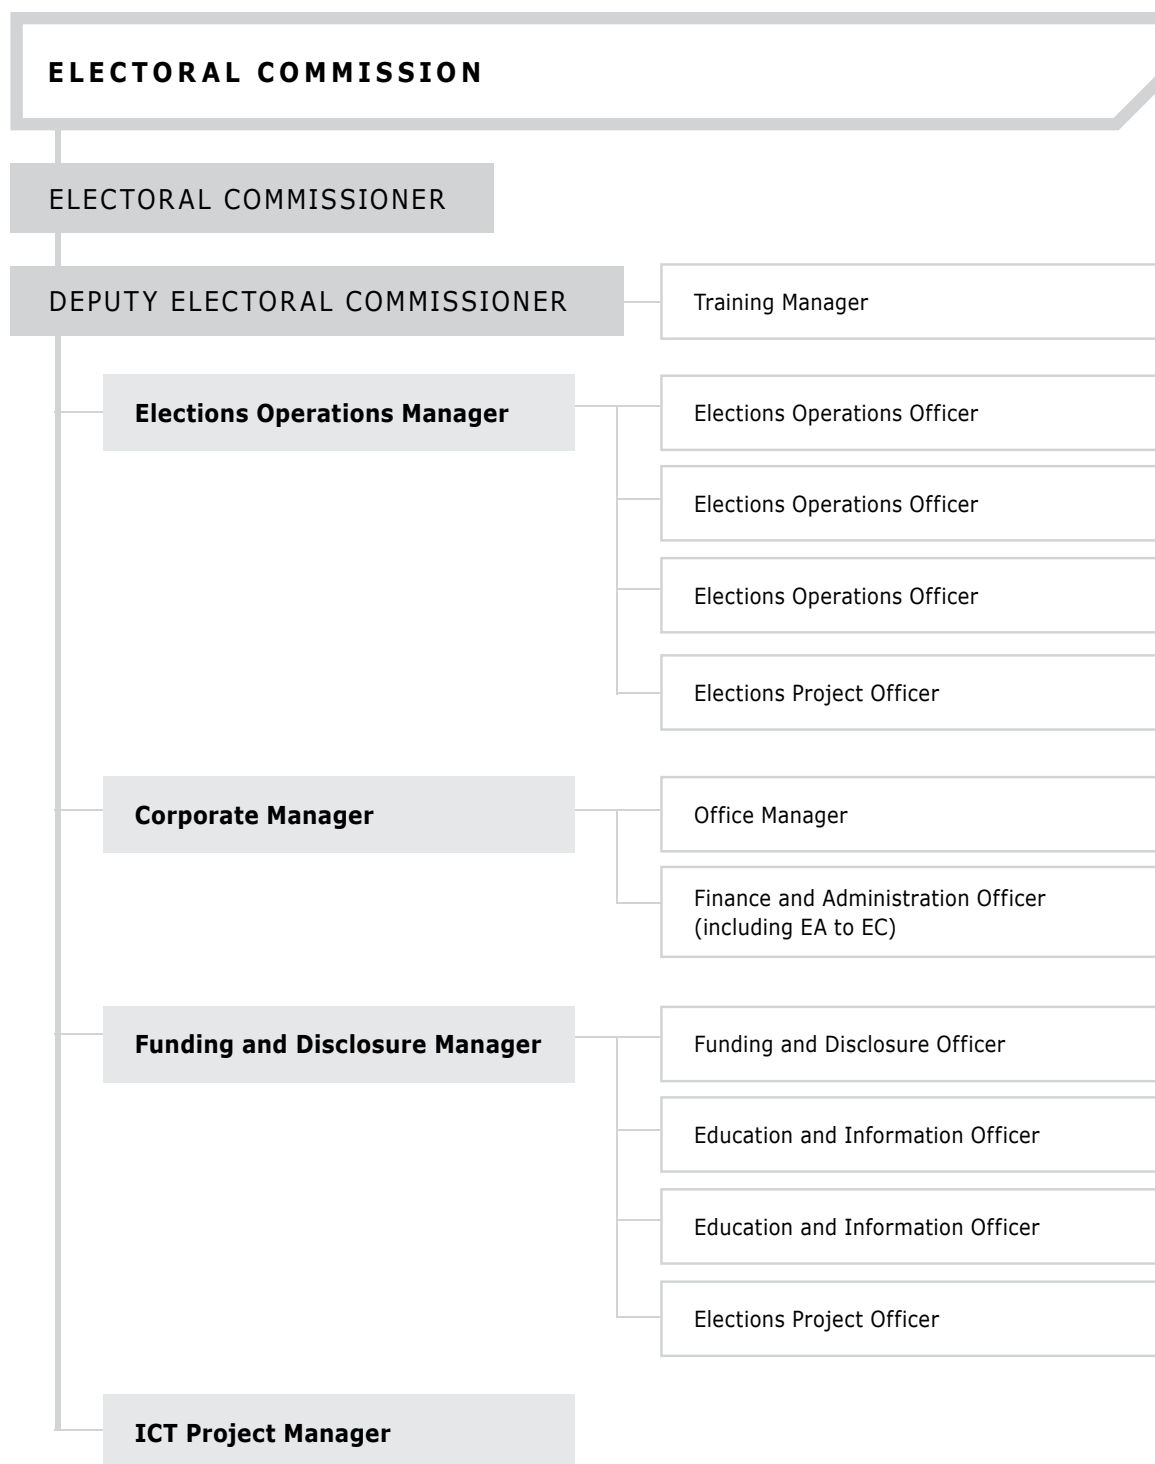 ELECTORAL COMMISSION
ELECTORAL COMMISSIONER
DEPUTY ELECTORAL COMMISSIONER
Training Manager
Elections Operations Manager
Elections Operations Officer
Elections Operations Officer
Elections Operations Officer
Elections Project Officer
Corporate Manager
Office Manager
Finance and Administration Officer
(including EA to EC)
Funding and Disclosure Manager
Funding and Disclosure Officer
Education and Information Officer
Education and Information Officer
Elections Project Officer
ICT Project Manager